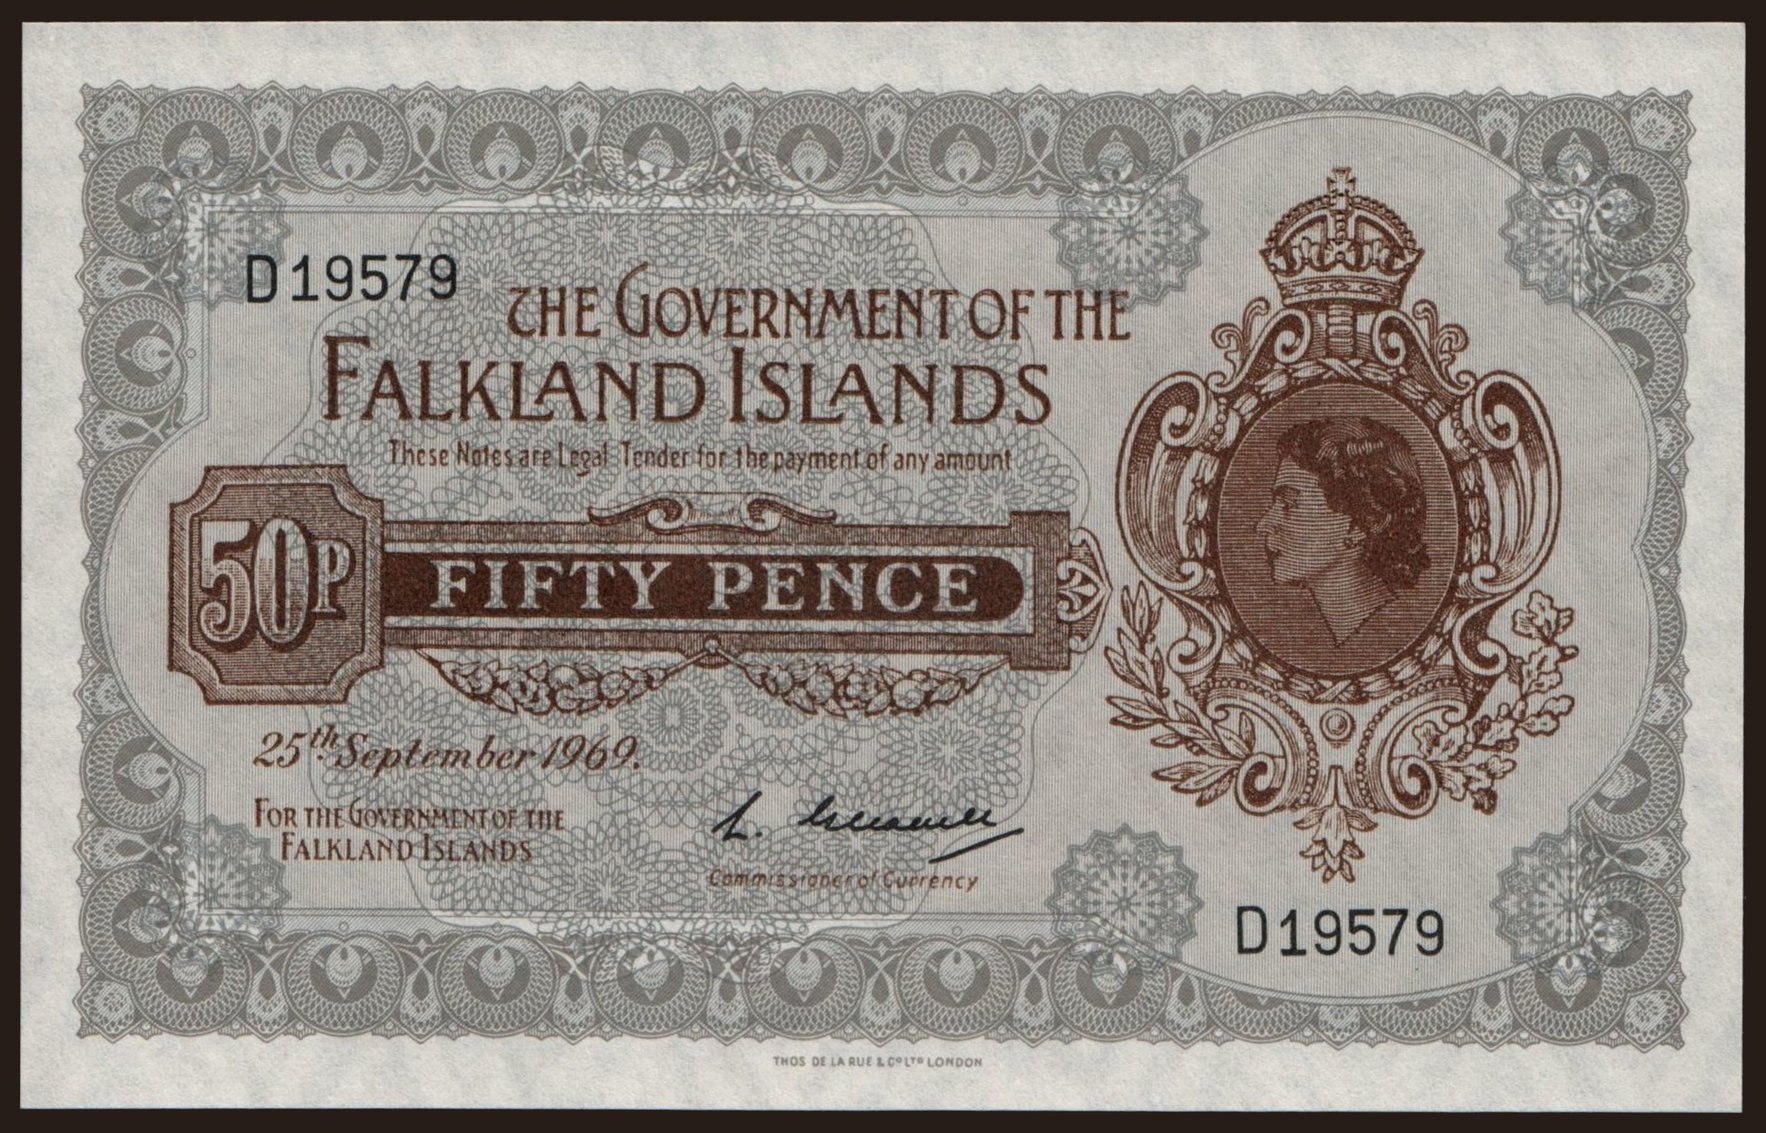 D19579
THE GOVERNMENT OF THE
FALKLAND ISLANDS
These Notes are Legal Tender for the payment of any amount
50P
FIFTY PENCE
25th September 1969.
FOR THE GOVERNMENT OF THE
FALKLAND ISLANDS
Commissioner of Currency
D19579
THOS DE LA RUE & CO LTD LONDON